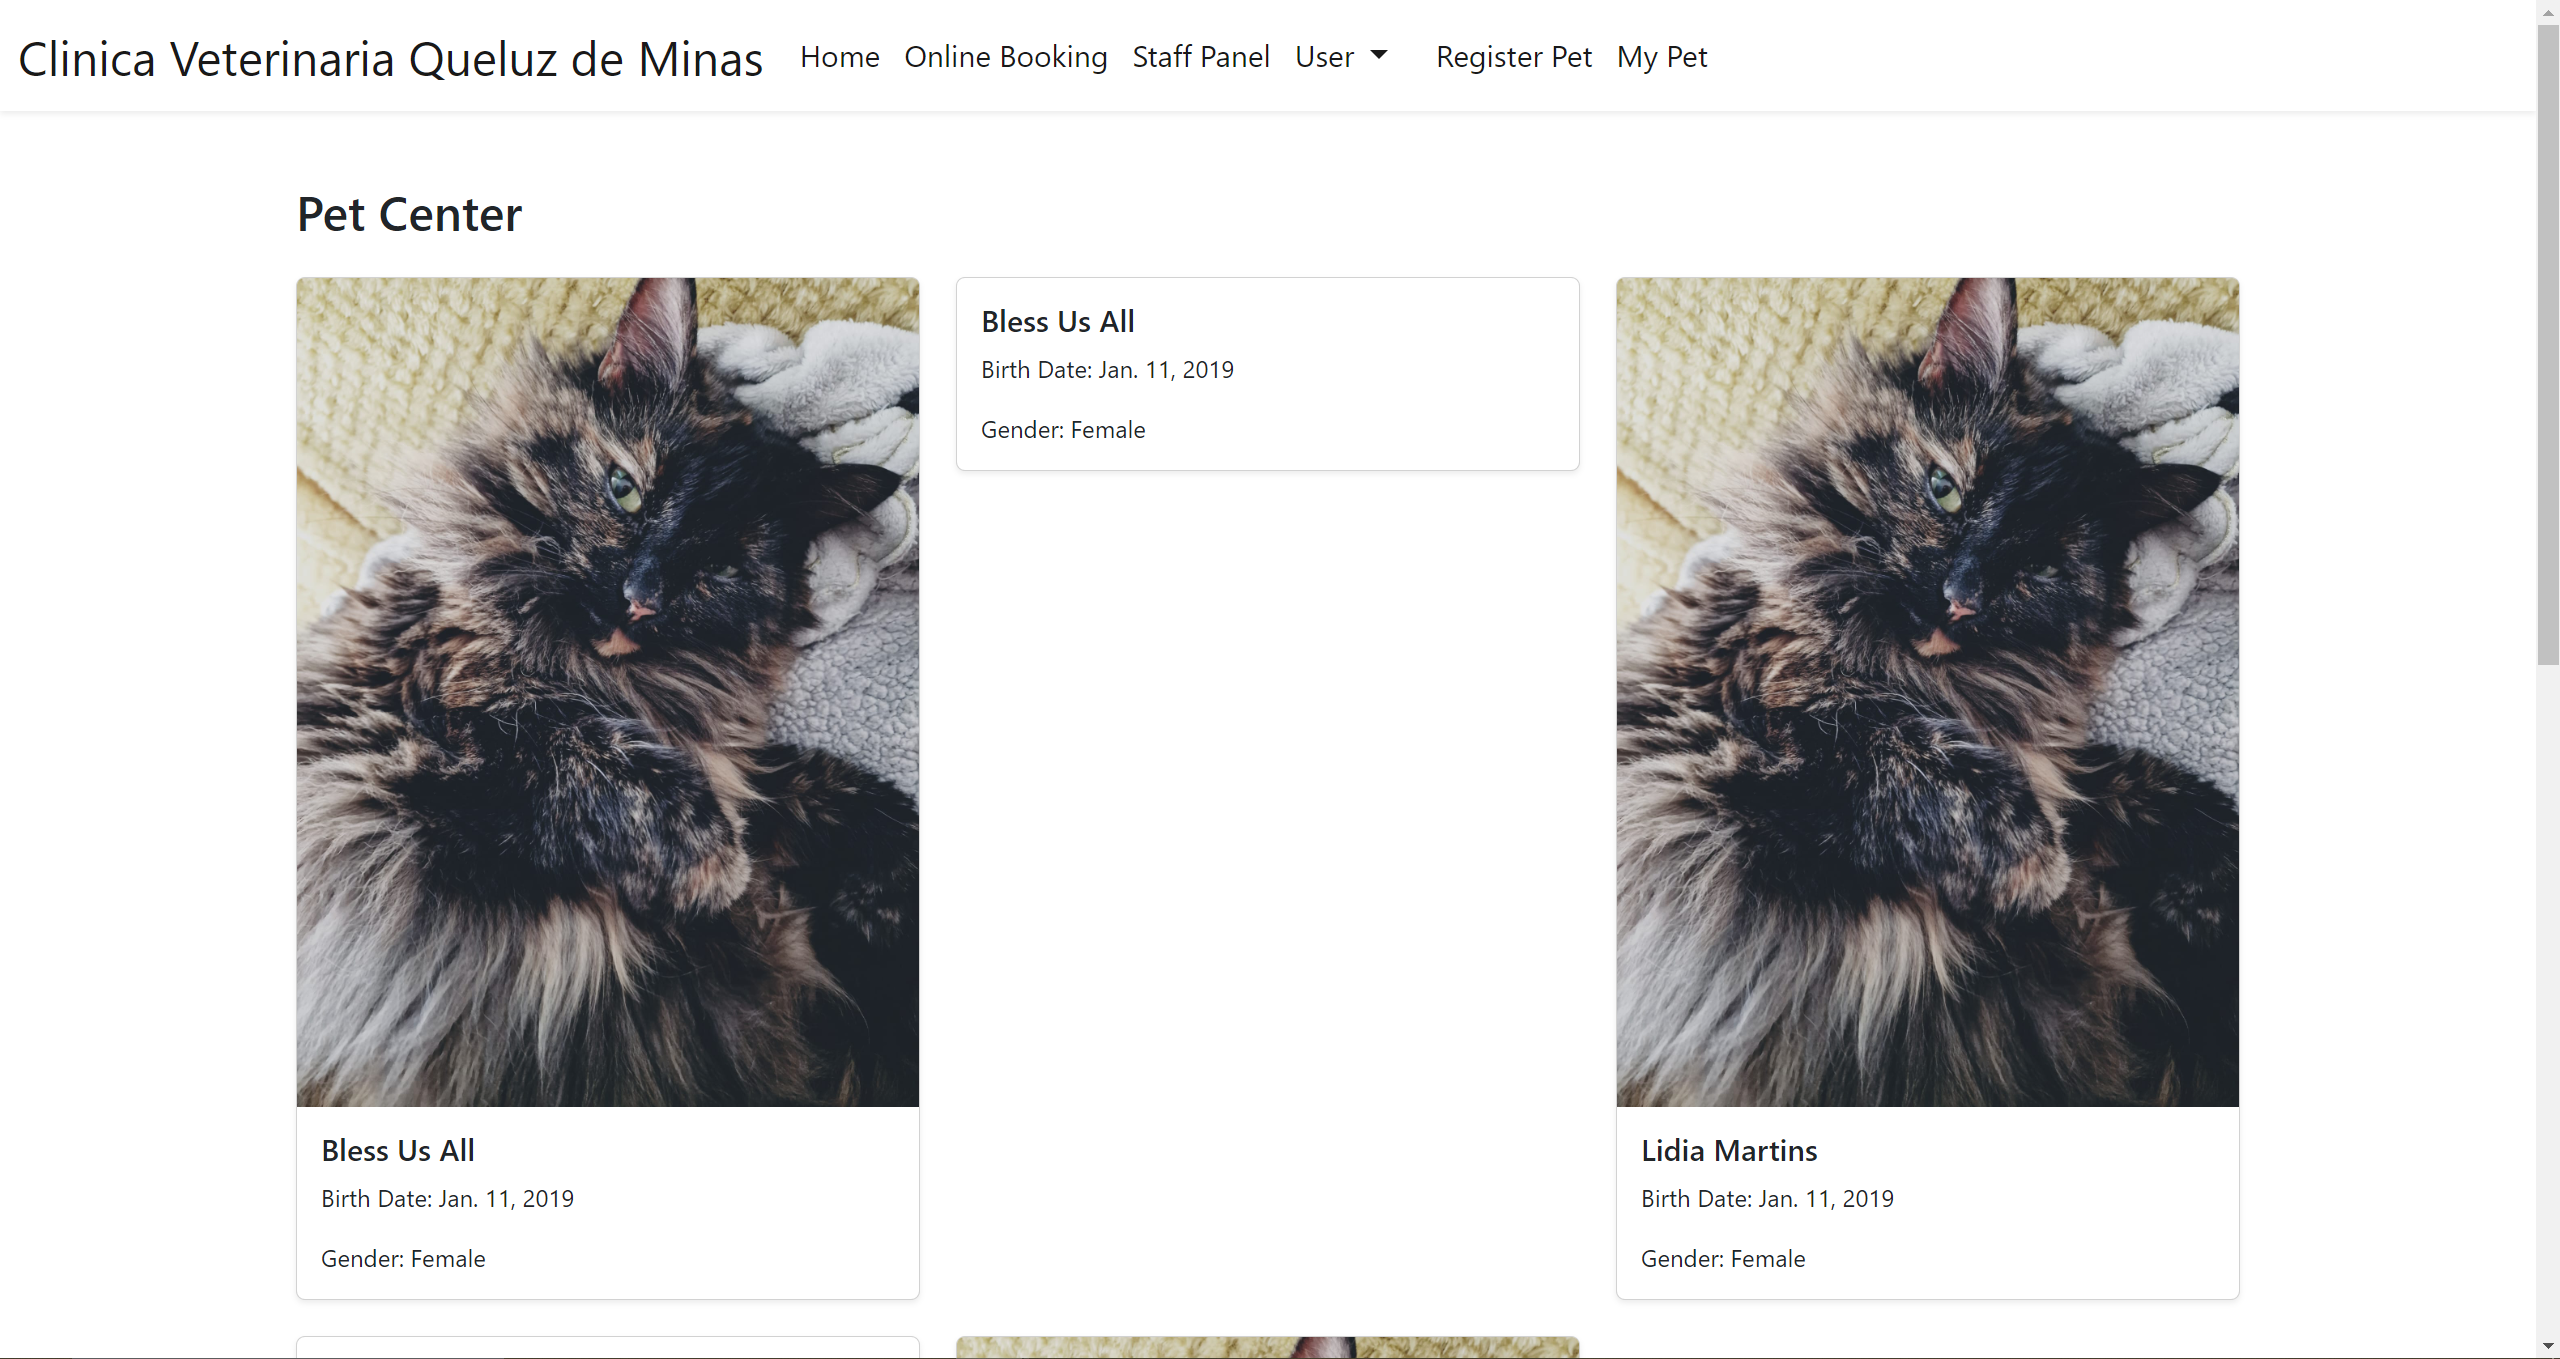 Clinica Veterinaria Queluz de Minas
Home
Online Booking
Staff Panel
User
Register Pet
My Pet
Pet Center
Bless Us All
Birth Date: Jan. 11, 2019
Gender: Female
Bless Us All
Birth Date: Jan. 11, 2019
Gender: Female
Lidia Martins
Birth Date: Jan. 11, 2019
Gender: Female